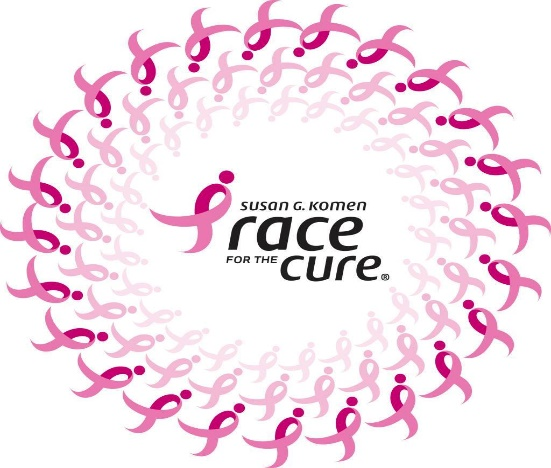 SUSAN G. KOMEN
race
FOR THE
cure®